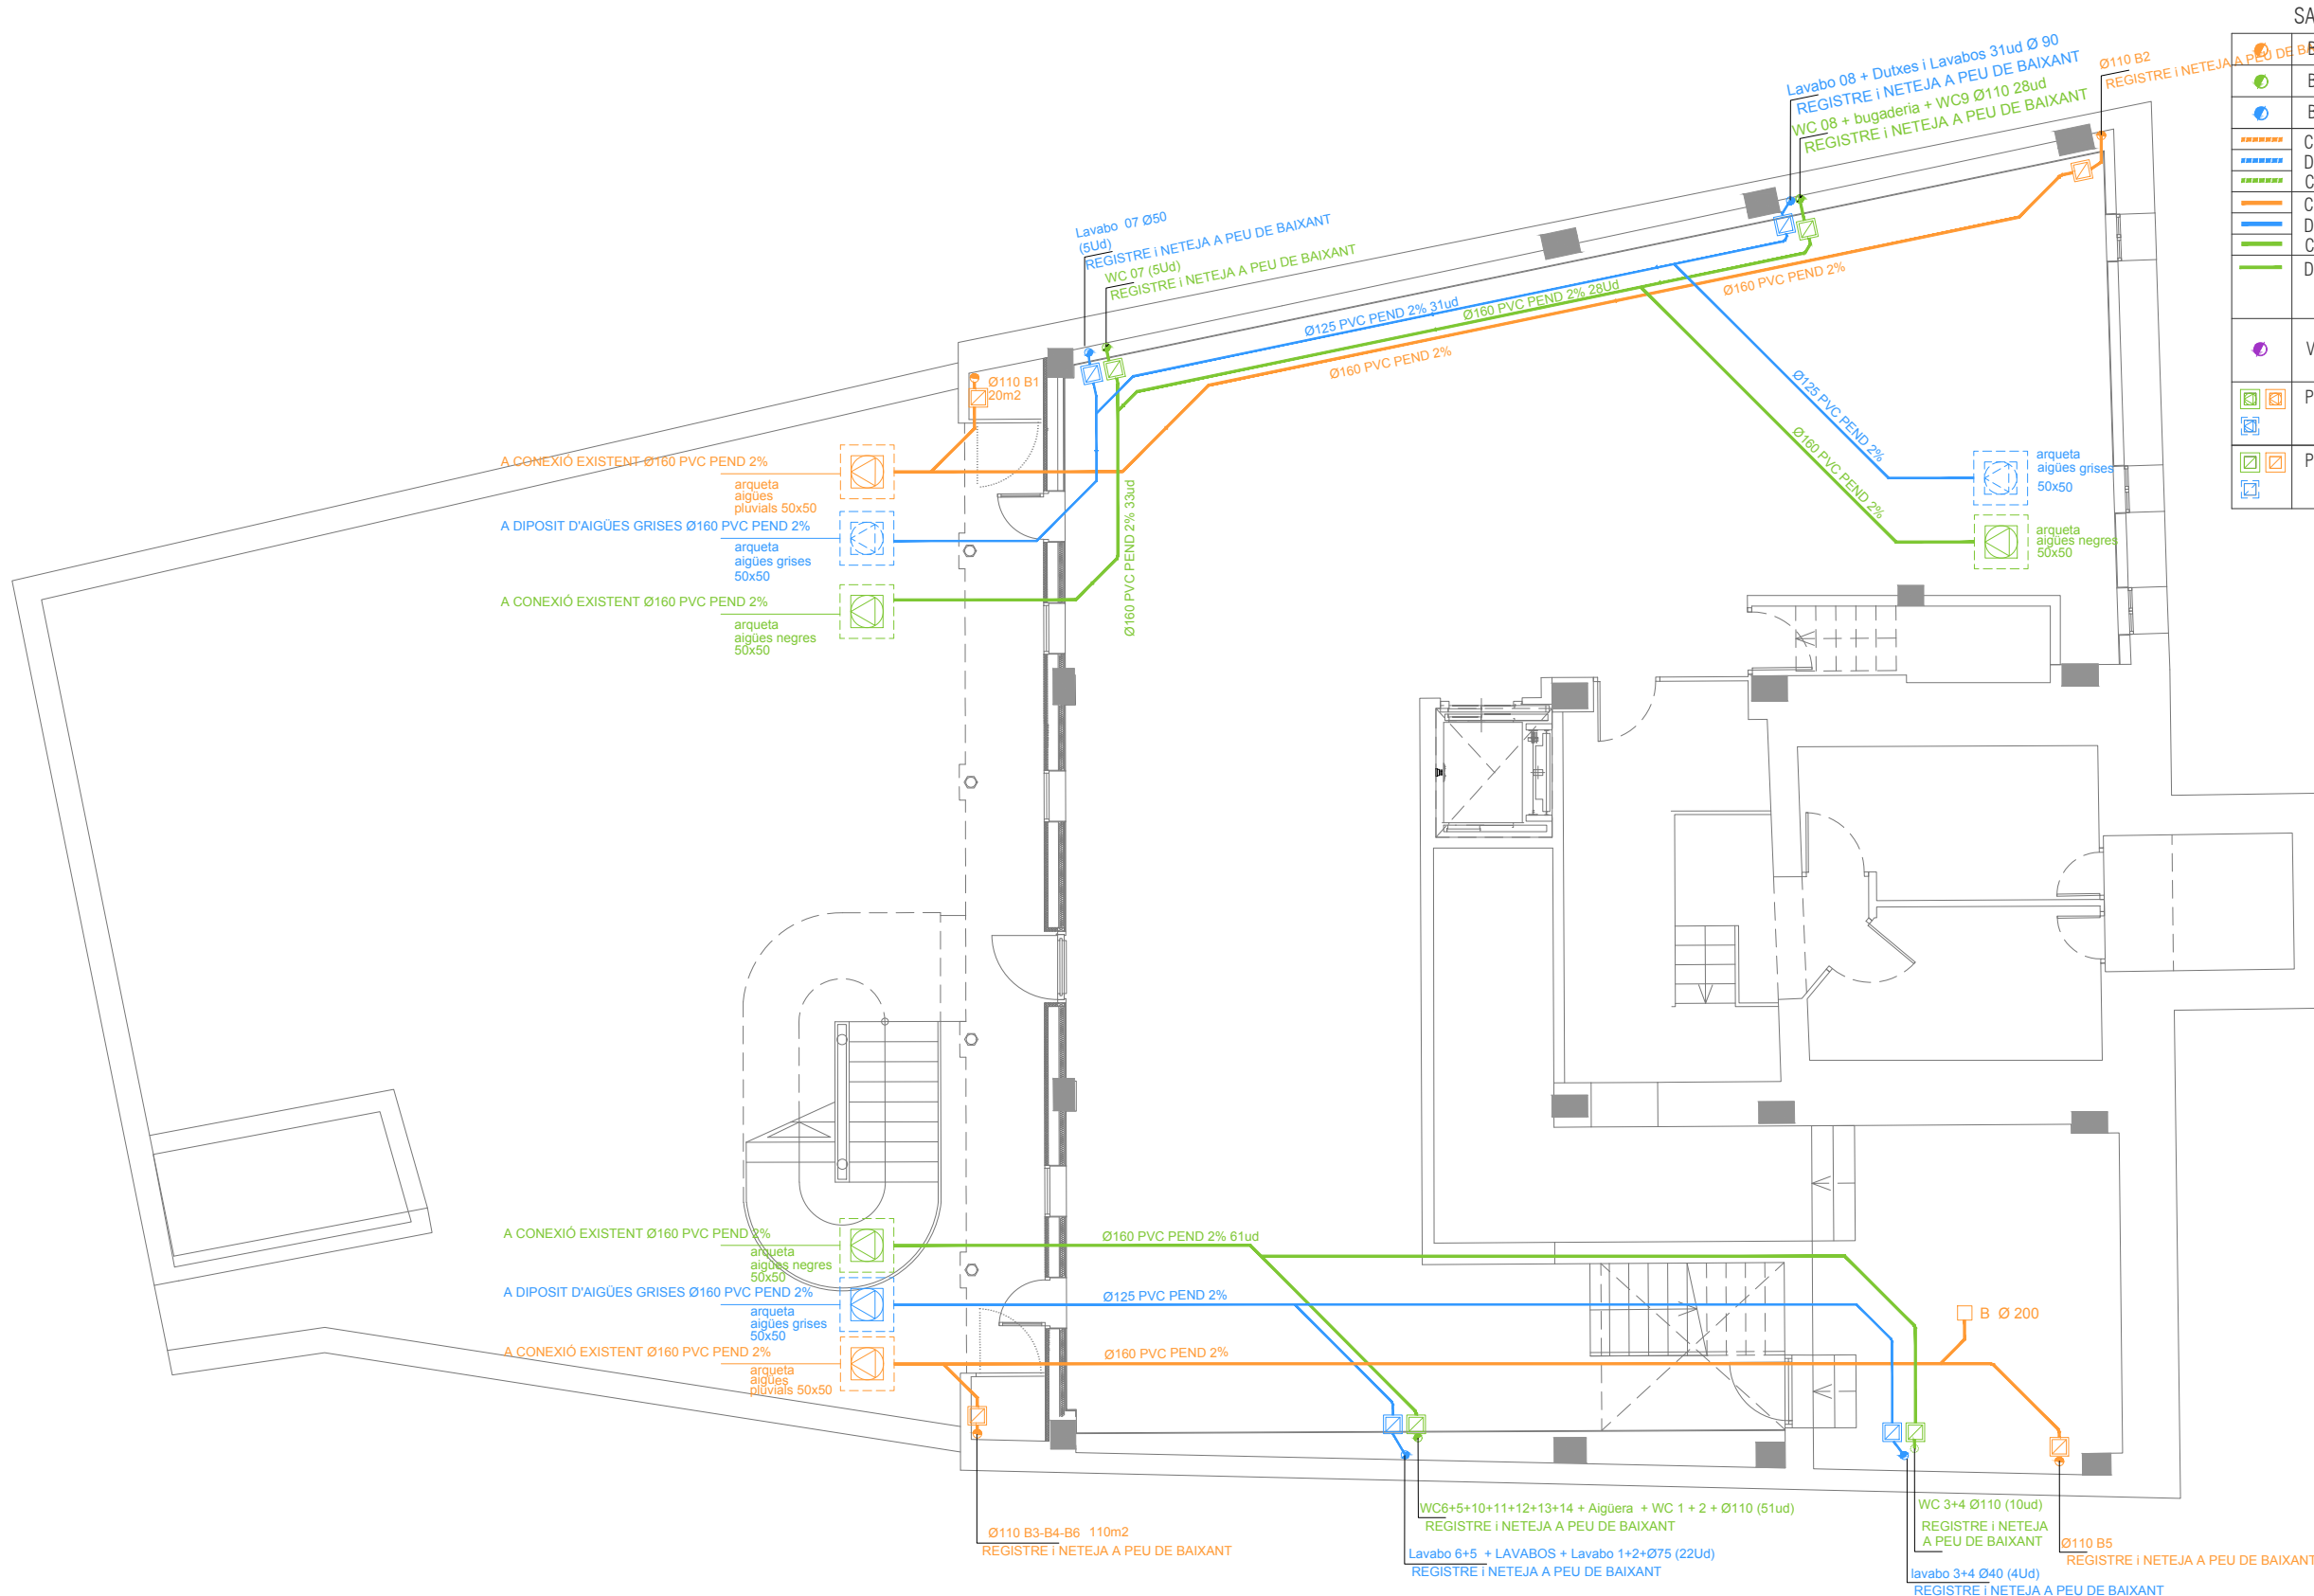 SA
Lavabo 08 + Dutxes i Lavabos 31ud Ø 90
REGISTRE i NETEJA A PEU DE BAIXANT
WC 08 + bugaderia + WC9 Ø110 28ud
REGISTRE i NETEJA A PEU DE BAIXANT
Ø110 B2
REGISTRE i NETEJA A PEU DE
B
B
C
D
C
C
D
C
D
V
P
P
Lavabo 07 Ø50
(5Ud)
REGISTRE i NETEJA A PEU DE BAIXANT
WC 07 (5Ud)
REGISTRE i NETEJA A PEU DE BAIXANT
Ø125 PVC PEND 2% 31ud
Ø160 PVC PEND 2% 28Ud
Ø160 PVC PEND 2%
Ø160 PVC PEND 2%
Ø110 B1
20m2
Ø125 PVC PEND 2%
Ø160 PVC PEND 2%
A CONEXIÓ EXISTENT Ø160 PVC PEND 2%
arqueta
aigües
pluvials 50x50
A DIPOSIT D'AIGÜES GRISES Ø160 PVC PEND 2%
arqueta
aigües grises
50x50
A CONEXIÓ EXISTENT Ø160 PVC PEND 2%
arqueta
aigües negres
50x50
Ø160 PVC PEND 2% 33ud
arqueta
aigües grises
50x50
arqueta
aigües negres
50x50
A CONEXIÓ EXISTENT Ø160 PVC PEND 2%
arqueta
aigües negres
50x50
Ø160 PVC PEND 2% 61ud
A DIPOSIT D'AIGÜES GRISES Ø160 PVC PEND 2%
arqueta
aigües grises
50x50
Ø125 PVC PEND 2%
A CONEXIÓ EXISTENT Ø160 PVC PEND 2%
arqueta
aigües
plüvials 50x50
Ø160 PVC PEND 2%
B Ø 200
WC6+5+10+11+12+13+14 + Aigüera + WC 1 + 2 + Ø110 (51ud)
REGISTRE i NETEJA A PEU DE BAIXANT
WC 3+4 Ø110 (10ud)
REGISTRE i NETEJA
A PEU DE BAIXANT
Ø110 B3-B4-B6 110m2
REGISTRE i NETEJA A PEU DE BAIXANT
Lavabo 6+5 + LAVABOS + Lavabo 1+2+Ø75 (22Ud)
REGISTRE i NETEJA A PEU DE BAIXANT
Ø110 B5
REGISTRE i NETEJA A PEU DE BAIXANT
lavabo 3+4 Ø40 (4Ud)
REGISTRE i NETEJA A PEU DE BAIXANT